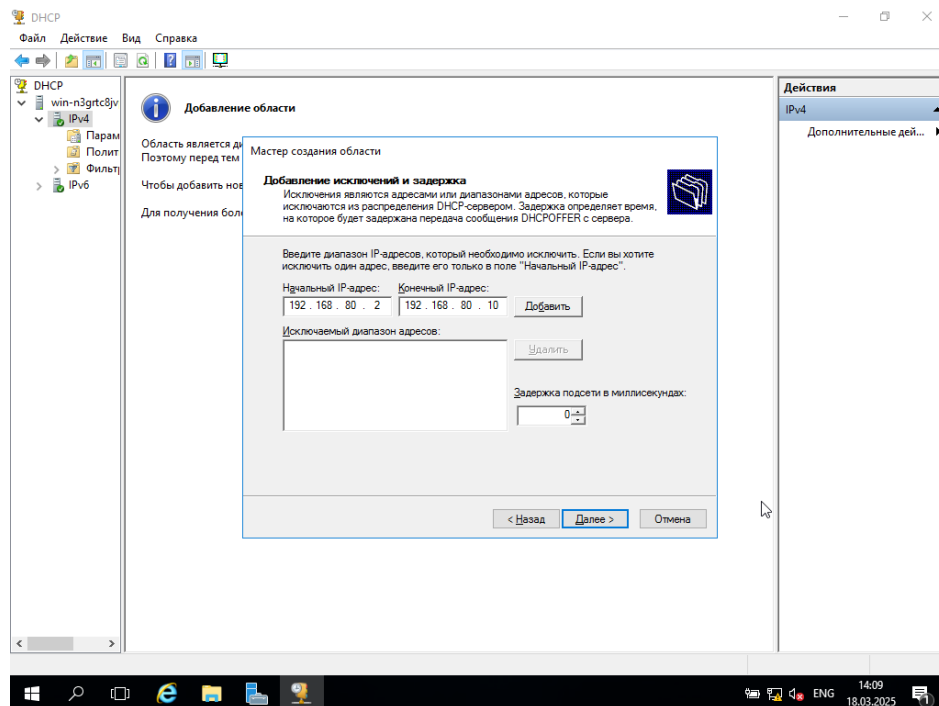 DHCP
Файл Действие Вид Справка
DHCP
win-n3grtc8jv
IPv4
Парам
Полит
Фильт
IPv6
Добавление области
Область является ди
Поэтому перед тем
Чтобы добавить нов
Для получения бол
Мастер создания области
Добавление исключений и задержка
Исключения являются адресами или диапазонами адресов, которые
исключаются из распределения DHCP-сервером. Задержка определяет время,
на которое будет задержана передача сообщения DHCPOFFER с сервера.
Введите диапазон IP-адресов, который необходимо исключить. Если вы хотите
исключить один адрес, введите его только в поле "Начальный IP-адрес".
Начальный IP-адрес: Конечный IP-адрес:
192 . 168 . 80 . 2 192 . 168 . 80 . 10 Добавить
Исключаемый диапазон адресов:
Удалить
Задержка подсети в миллисекундах:
0
< Назад Далее > Отмена
Действия
IPv4
Дополнительные дей...
ENG
14:09
18.03.2025
1